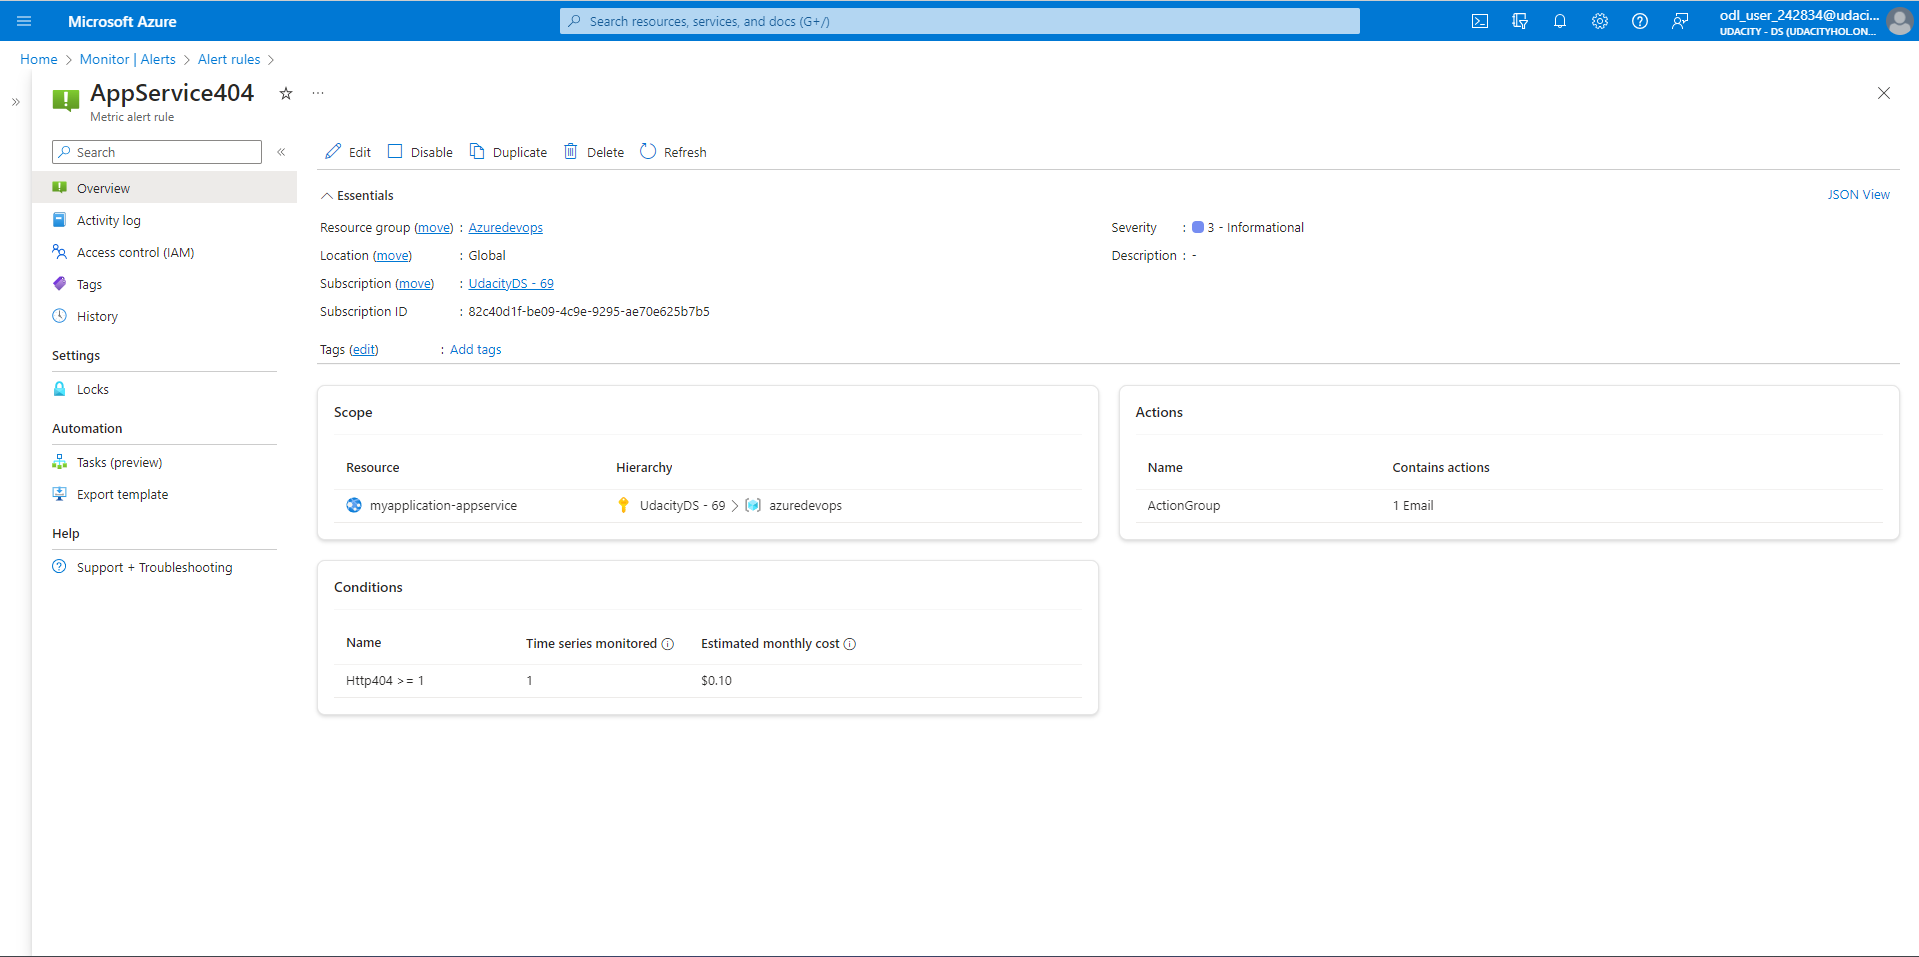 Microsoft Azure
Search resources, services, and docs (G+/)
odl_user_242834@udaci...
UDACITY - DS (UDACITYHOL.ON...
Home > Monitor | Alerts > Alert rules >
AppService404
Metric alert rule
Search
Edit Disable Duplicate Delete Refresh
Overview
Activity log
Access control (IAM)
Tags
History
Settings
Locks
Automation
Tasks (preview)
Export template
Help
Support + Troubleshooting
Essentials
JSON View
Resource group (move) : Azuredevops
Location (move) : Global
Subscription (move) : UdacityDS - 69
Subscription ID : 82c40d1f-be09-4c9e-9295-ae70e625b7b5
Severity : 3 - Informational
Description : -
Tags (edit) : Add tags
Scope
Resource Hierarchy
myapplication-appservice UdacityDS - 69 > azuredevops
Actions
Name Contains actions
ActionGroup 1 Email
Conditions
Name Time series monitored Estimated monthly cost
Http404 >= 1 1 $0.10